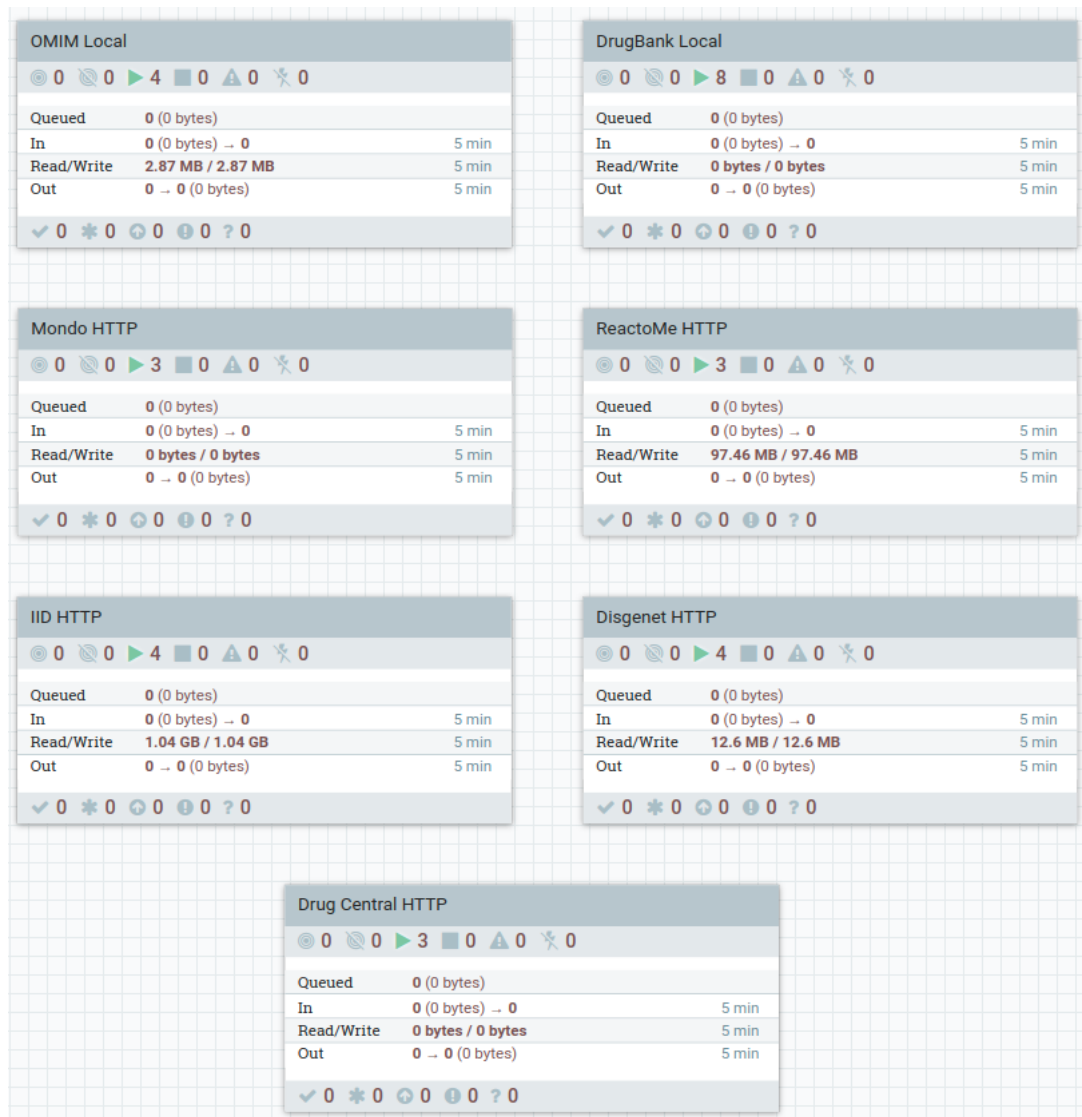 OMIM Local
0 0 4 0 0 0
Queued 0 (0 bytes)
In 0 (0 bytes) → 0 5 min
Read/Write 2.87 MB / 2.87 MB 5 min
Out 0 → 0 (0 bytes) 5 min
0 0 0 0 ? 0
DrugBank Local
0 0 8 0 0 0
Queued 0 (0 bytes)
In 0 (0 bytes) → 0 5 min
Read/Write 0 bytes / 0 bytes 5 min
Out 0 → 0 (0 bytes) 5 min
0 0 0 0 ? 0
Mondo HTTP
0 0 3 0 0 0
Queued 0 (0 bytes)
In 0 (0 bytes) → 0 5 min
Read/Write 0 bytes / 0 bytes 5 min
Out 0 → 0 (0 bytes) 5 min
0 0 0 0 ? 0
ReactoMe HTTP
0 0 3 0 0 0
Queued 0 (0 bytes)
In 0 (0 bytes) → 0 5 min
Read/Write 97.46 MB / 97.46 MB 5 min
Out 0 → 0 (0 bytes) 5 min
0 0 0 0 ? 0
IID HTTP
0 0 4 0 0 0
Queued 0 (0 bytes)
In 0 (0 bytes) → 0 5 min
Read/Write 1.04 GB / 1.04 GB 5 min
Out 0 → 0 (0 bytes) 5 min
0 0 0 0 ? 0
Disgenet HTTP
0 0 4 0 0 0
Queued 0 (0 bytes)
In 0 (0 bytes) → 0 5 min
Read/Write 12.6 MB / 12.6 MB 5 min
Out 0 → 0 (0 bytes) 5 min
0 0 0 0 ? 0
Drug Central HTTP
0 0 3 0 0 0
Queued 0 (0 bytes)
In 0 (0 bytes) → 0 5 min
Read/Write 0 bytes / 0 bytes 5 min
Out 0 → 0 (0 bytes) 5 min
0 0 0 0 ? 0